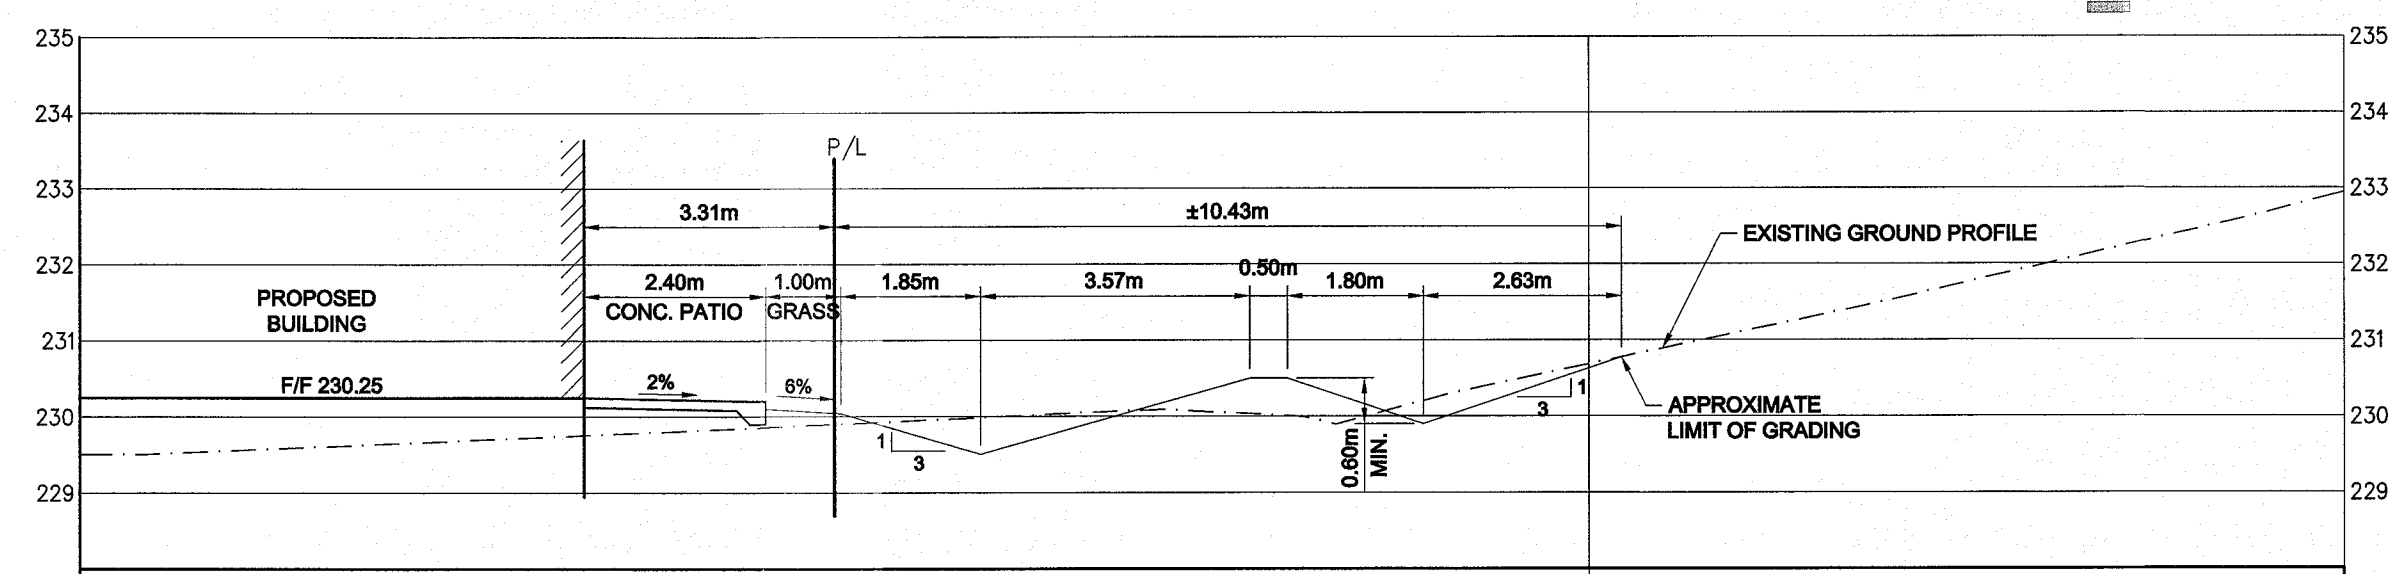 235 235
234 234
P/L
233 233
3.31m ±10.43m
EXISTING GROUND PROFILE
232 232
2.40m 1.00m 1.85m 3.57m 0.50m 1.80m 2.63m
CONC. PATIO GRASS
PROPOSED
BUILDING
231 231
F/F 230.25 2% 6%
1
3
APPROXIMATE
LIMIT OF GRADING
230 230
1
3
0.60m
MIN.
229 229